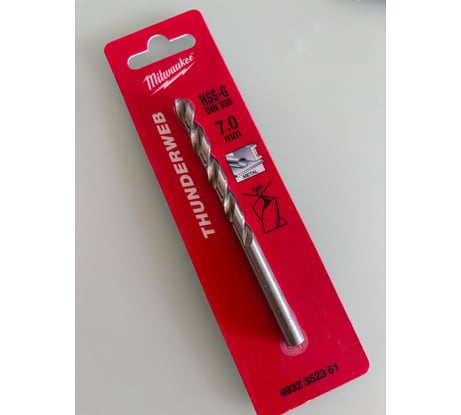 Milwaukee
THUNDERWEB
HSS-G
DIN 338
7.0
mm
METAL
4932 3523 61